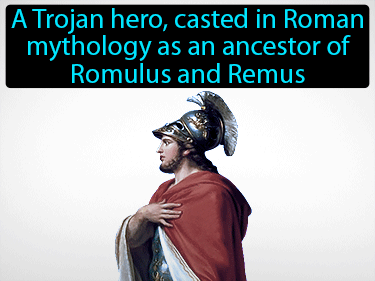 A Trojan hero, casted in Roman
mythology as an ancestor of
Romulus and Remus